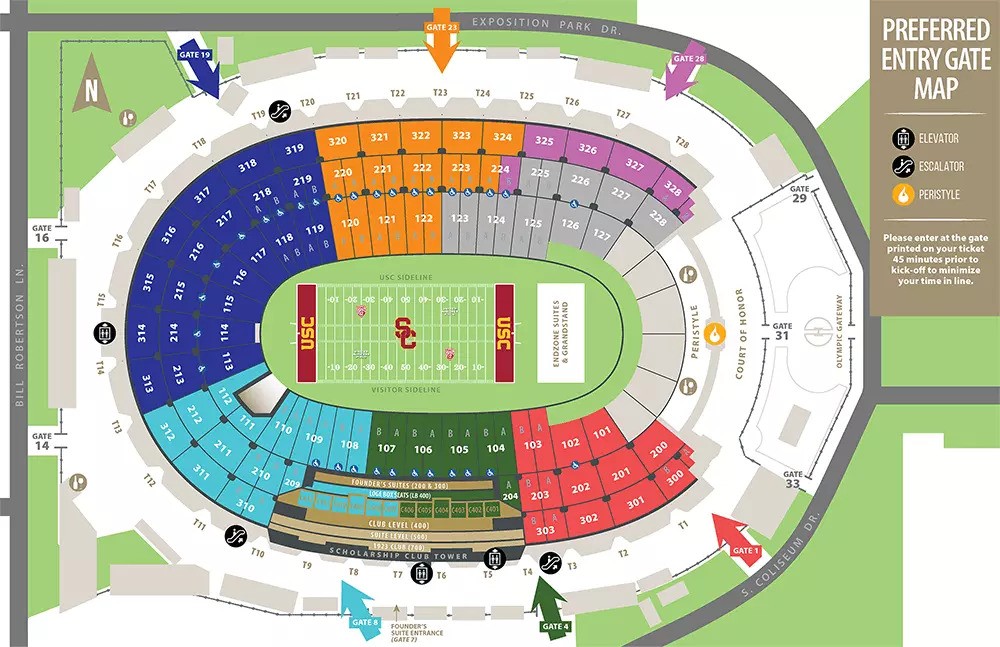 EXPOSITION PARK DR.
GATE 19
GATE 23
GATE 28
PREFERRED
ENTRY GATE
MAP
ELEVATOR
ESCALATOR
PERISTYLE
Please enter at the gate
printed on your ticket
45 minutes prior to
kick-off to minimize
your time in line.
N
T18
T19
T20
T21
T22
T23
T24
T25
T26
T27
T28
T17
T16
T15
T14
T13
T12
T11
T10
T9
T8
T7
T6
T5
T4
T3
T2
T1
GATE
16
GATE
14
BILL ROBERTSON LN.
GATE
29
GATE
31
GATE
33
PERISTYLE
COURT OF HONOR
OLYMPIC GATEWAY
S. COLISEUM DR.
318 319 320 321 322 323 324 325 326 327 328
317 316 315 314 313
218 219 220 221 222 223 224 225 226 227 228
A B A B
217 216 215 214 213
116 117 118 119 120 121 122 123 124 125 126 127
115 114 113
USC SIDELINE
USC
SC
USC
VISITOR SIDELINE
ENDZONE SUITES
& GRANDSTAND
312 311 310
212 211 210 209
111 110 109 108 107 106 105 104 103 102 101
204 203 202 201 200
303 302 301 300
FOUNDER'S SUITES (200 & 300)
LOGE BOX SEATS (LB 400)
C406 C405 C404 C403 C402 C401
CLUB LEVEL (400)
SUITE LEVEL (500)
1923 CLUB (700)
SCHOLARSHIP CLUB TOWER
GATE 8
FOUNDER'S
SUITE ENTRANCE
(GATE 7)
GATE 4
GATE 1